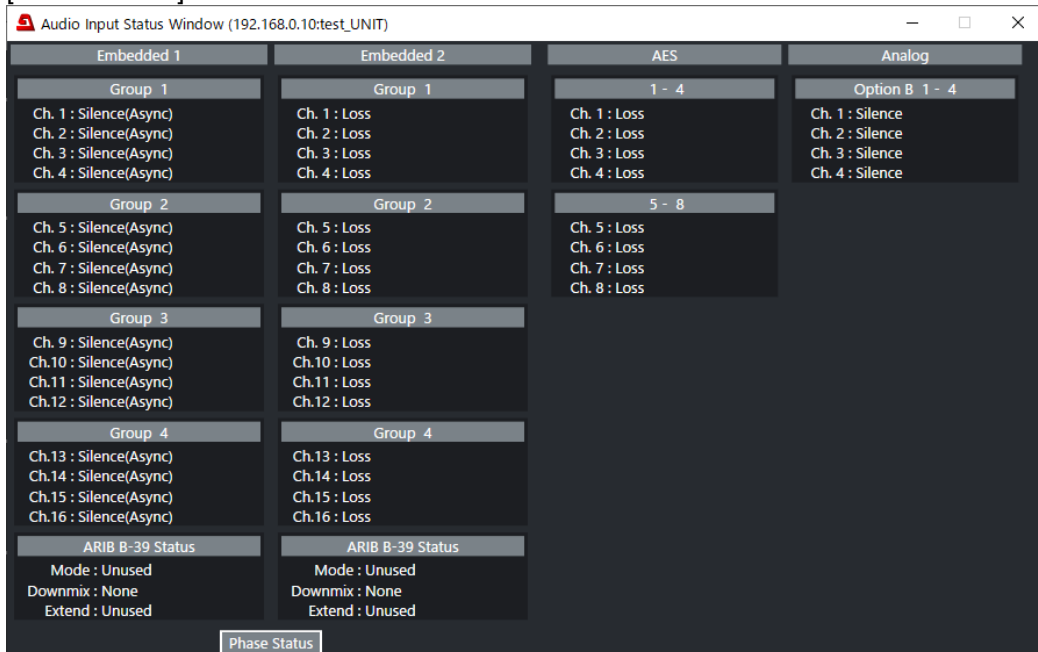 Audio Input Status Window (192.168.0.10:test_UNIT)
Embedded 1
Group 1
Ch. 1 : Silence(Async)
Ch. 2 : Silence(Async)
Ch. 3 : Silence(Async)
Ch. 4 : Silence(Async)
Group 2
Ch. 5 : Silence(Async)
Ch. 6 : Silence(Async)
Ch. 7 : Silence(Async)
Ch. 8 : Silence(Async)
Group 3
Ch. 9 : Silence(Async)
Ch.10 : Silence(Async)
Ch.11 : Silence(Async)
Ch.12 : Silence(Async)
Group 4
Ch.13 : Silence(Async)
Ch.14 : Silence(Async)
Ch.15 : Silence(Async)
Ch.16 : Silence(Async)
ARIB B-39 Status
Mode : Unused
Downmix : None
Extend : Unused
Embedded 2
Group 1
Ch. 1 : Loss
Ch. 2 : Loss
Ch. 3 : Loss
Ch. 4 : Loss
Group 2
Ch. 5 : Loss
Ch. 6 : Loss
Ch. 7 : Loss
Ch. 8 : Loss
Group 3
Ch. 9 : Loss
Ch.10 : Loss
Ch.11 : Loss
Ch.12 : Loss
Group 4
Ch.13 : Loss
Ch.14 : Loss
Ch.15 : Loss
Ch.16 : Loss
ARIB B-39 Status
Mode : Unused
Downmix : None
Extend : Unused
AES
1 - 4
Ch. 1 : Loss
Ch. 2 : Loss
Ch. 3 : Loss
Ch. 4 : Loss
5 - 8
Ch. 5 : Loss
Ch. 6 : Loss
Ch. 7 : Loss
Ch. 8 : Loss
Analog
Option B 1 - 4
Ch. 1 : Silence
Ch. 2 : Silence
Ch. 3 : Silence
Ch. 4 : Silence
Phase Status